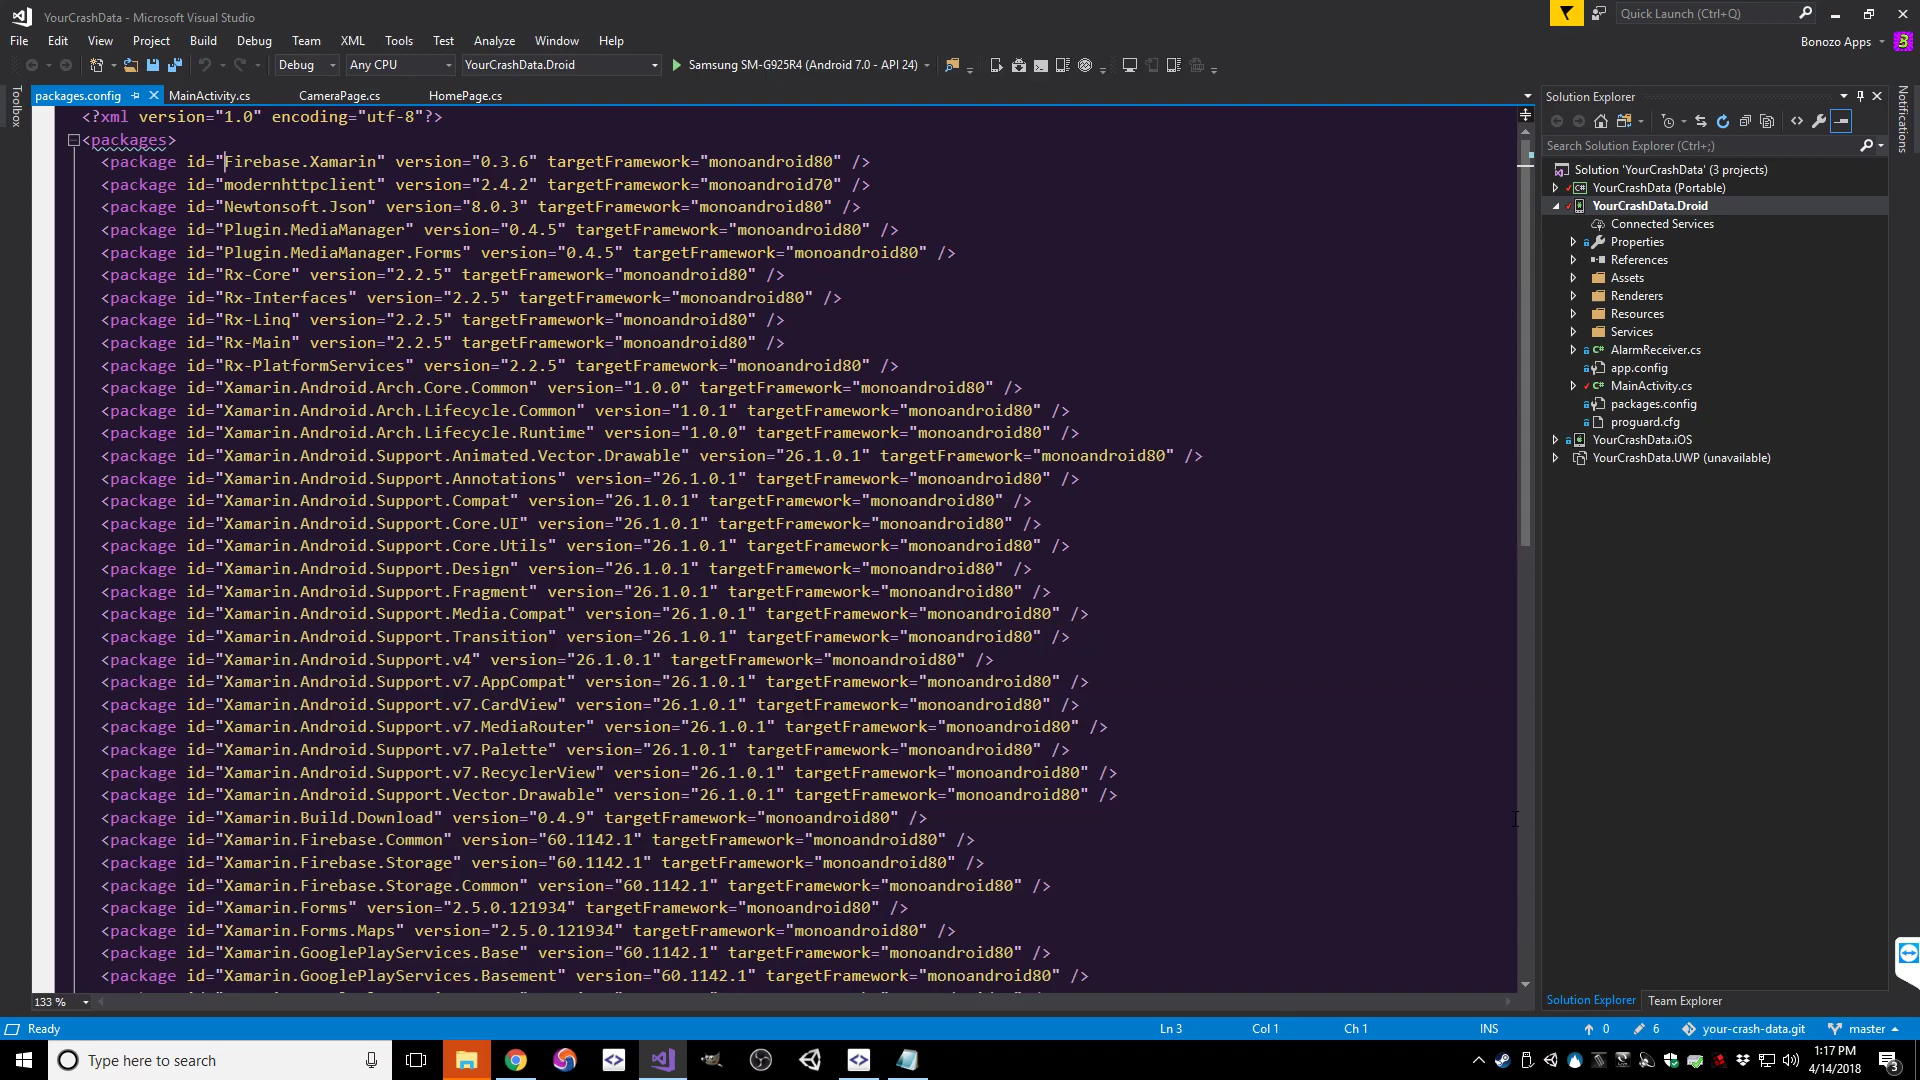 YourCrashData - Microsoft Visual Studio
Quick Launch (Ctrl+Q)
File Edit View Project Build Debug Team XML Tools Test Analyze Window Help
Bonozo Apps
Debug Any CPU YourCrashData.Droid Samsung SM-G925R4 (Android 7.0 - API 24)
Toolbox
packages.config MainActivity.cs CameraPage.cs HomePage.cs
<?xml version="1.0" encoding="utf-8"?>
<packages>
<package id="Firebase.Xamarin" version="0.3.6" targetFramework="monoandroid80" />
<package id="modernhttpclient" version="2.4.2" targetFramework="monoandroid70" />
<package id="Newtonsoft.Json" version="8.0.3" targetFramework="monoandroid80" />
<package id="Plugin.MediaManager" version="0.4.5" targetFramework="monoandroid80" />
<package id="Plugin.MediaManager.Forms" version="0.4.5" targetFramework="monoandroid80" />
<package id="Rx-Core" version="2.2.5" targetFramework="monoandroid80" />
<package id="Rx-Interfaces" version="2.2.5" targetFramework="monoandroid80" />
<package id="Rx-Linq" version="2.2.5" targetFramework="monoandroid80" />
<package id="Rx-Main" version="2.2.5" targetFramework="monoandroid80" />
<package id="Rx-PlatformServices" version="2.2.5" targetFramework="monoandroid80" />
<package id="Xamarin.Android.Arch.Core.Common" version="1.0.0" targetFramework="monoandroid80" />
<package id="Xamarin.Android.Arch.Lifecycle.Common" version="1.0.1" targetFramework="monoandroid80" />
<package id="Xamarin.Android.Arch.Lifecycle.Runtime" version="1.0.0" targetFramework="monoandroid80" />
<package id="Xamarin.Android.Support.Animated.Vector.Drawable" version="26.1.0.1" targetFramework="monoandroid80" />
<package id="Xamarin.Android.Support.Annotations" version="26.1.0.1" targetFramework="monoandroid80" />
<package id="Xamarin.Android.Support.Compat" version="26.1.0.1" targetFramework="monoandroid80" />
<package id="Xamarin.Android.Support.Core.UI" version="26.1.0.1" targetFramework="monoandroid80" />
<package id="Xamarin.Android.Support.Core.Utils" version="26.1.0.1" targetFramework="monoandroid80" />
<package id="Xamarin.Android.Support.Design" version="26.1.0.1" targetFramework="monoandroid80" />
<package id="Xamarin.Android.Support.Fragment" version="26.1.0.1" targetFramework="monoandroid80" />
<package id="Xamarin.Android.Support.Media.Compat" version="26.1.0.1" targetFramework="monoandroid80" />
<package id="Xamarin.Android.Support.Transition" version="26.1.0.1" targetFramework="monoandroid80" />
<package id="Xamarin.Android.Support.v4" version="26.1.0.1" targetFramework="monoandroid80" />
<package id="Xamarin.Android.Support.v7.AppCompat" version="26.1.0.1" targetFramework="monoandroid80" />
<package id="Xamarin.Android.Support.v7.CardView" version="26.1.0.1" targetFramework="monoandroid80" />
<package id="Xamarin.Android.Support.v7.MediaRouter" version="26.1.0.1" targetFramework="monoandroid80" />
<package id="Xamarin.Android.Support.v7.Palette" version="26.1.0.1" targetFramework="monoandroid80" />
<package id="Xamarin.Android.Support.v7.RecyclerView" version="26.1.0.1" targetFramework="monoandroid80" />
<package id="Xamarin.Android.Support.Vector.Drawable" version="26.1.0.1" targetFramework="monoandroid80" />
<package id="Xamarin.Build.Download" version="0.4.9" targetFramework="monoandroid80" />
<package id="Xamarin.Firebase.Common" version="60.1142.1" targetFramework="monoandroid80" />
<package id="Xamarin.Firebase.Storage" version="60.1142.1" targetFramework="monoandroid80" />
<package id="Xamarin.Firebase.Storage.Common" version="60.1142.1" targetFramework="monoandroid80" />
<package id="Xamarin.Forms" version="2.5.0.121934" targetFramework="monoandroid80" />
<package id="Xamarin.Forms.Maps" version="2.5.0.121934" targetFramework="monoandroid80" />
<package id="Xamarin.GooglePlayServices.Base" version="60.1142.1" targetFramework="monoandroid80" />
<package id="Xamarin.GooglePlayServices.Basement" version="60.1142.1" targetFramework="monoandroid80" />
133 %
Solution Explorer
Search Solution Explorer (Ctrl+;)
Solution 'YourCrashData' (3 projects)
YourCrashData (Portable)
YourCrashData.Droid
Connected Services
Properties
References
Assets
Renderers
Resources
Services
AlarmReceiver.cs
app.config
MainActivity.cs
packages.config
proguard.cfg
YourCrashData.iOS
YourCrashData.UWP (unavailable)
Solution Explorer Team Explorer
Notifications
Ready Ln 3 Col 1 Ch 1 INS 0 6 your-crash-data.git master
Type here to search
1:17 PM
4/14/2018
3